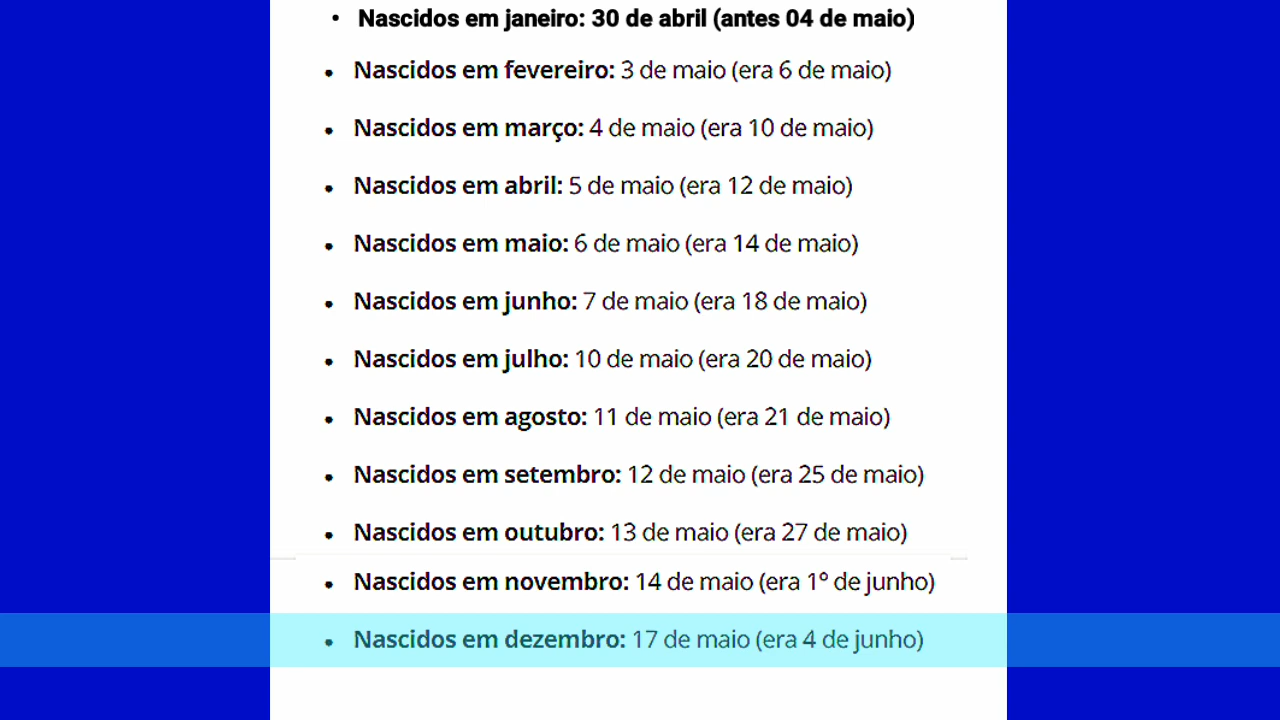 • Nascidos em janeiro: 30 de abril (antes 04 de maio)
• Nascidos em fevereiro: 3 de maio (era 6 de maio)
• Nascidos em março: 4 de maio (era 10 de maio)
• Nascidos em abril: 5 de maio (era 12 de maio)
• Nascidos em maio: 6 de maio (era 14 de maio)
• Nascidos em junho: 7 de maio (era 18 de maio)
• Nascidos em julho: 10 de maio (era 20 de maio)
• Nascidos em agosto: 11 de maio (era 21 de maio)
• Nascidos em setembro: 12 de maio (era 25 de maio)
• Nascidos em outubro: 13 de maio (era 27 de maio)
• Nascidos em novembro: 14 de maio (era 1º de junho)
• Nascidos em dezembro: 17 de maio (era 4 de junho)